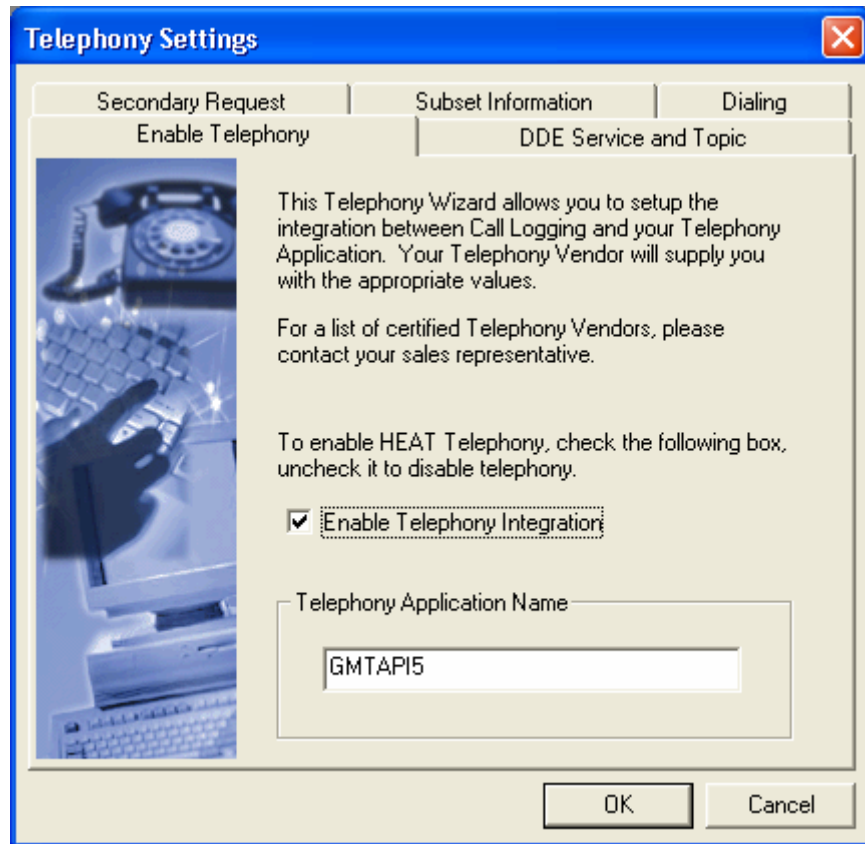 Telephony Settings
Secondary Request Subset Information Dialing
Enable Telephony DDE Service and Topic
This Telephony Wizard allows you to setup the
integration between Call Logging and your Telephony
Application. Your Telephony Vendor will supply you
with the appropriate values.
For a list of certified Telephony Vendors, please
contact your sales representative.
To enable HEAT Telephony, check the following box,
uncheck it to disable telephony.
Enable Telephony Integration
Telephony Application Name
GMTAPI5
OK Cancel